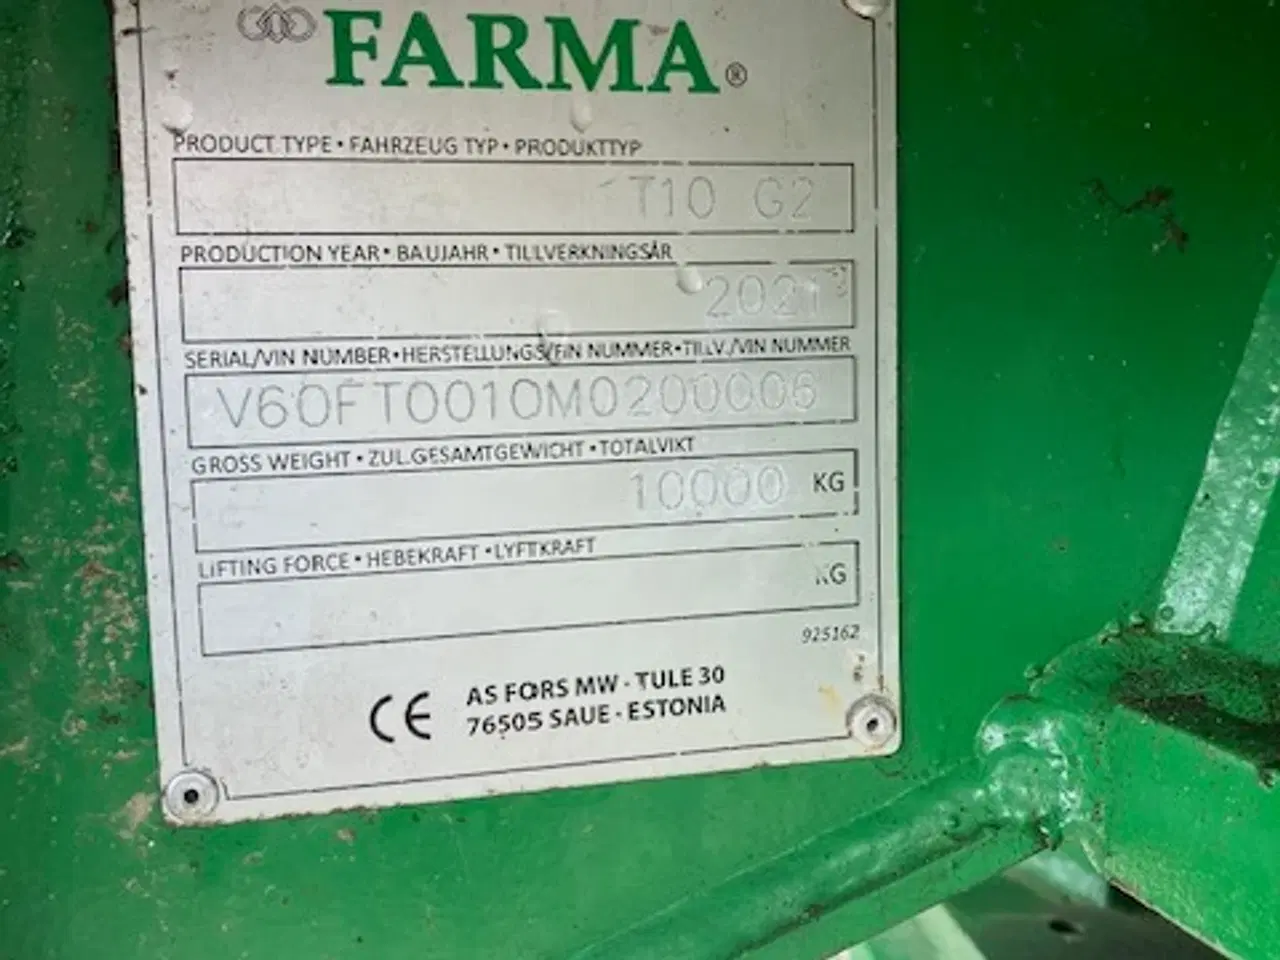 FARMA®
PRODUCT TYPE • FAHRZEUG TYP • PRODUKTTYP
T10 G2
PRODUCTION YEAR • BAUJAHR • TILLVERKNINGSÅR
2021
SERIAL/VIN NUMBER • HERSTELLUNGS/FIN NUMMER • TILLV./VIN NUMMER
V60FT0010M0200006
GROSS WEIGHT • ZUL.GESAMTGEWICHT • TOTALVIKT
10000 KG
LIFTING FORCE • HEBEKRAFT • LYFTKRAFT
KG
925162
CE AS FORS MW - TULE 30
76505 SAUE - ESTONIA